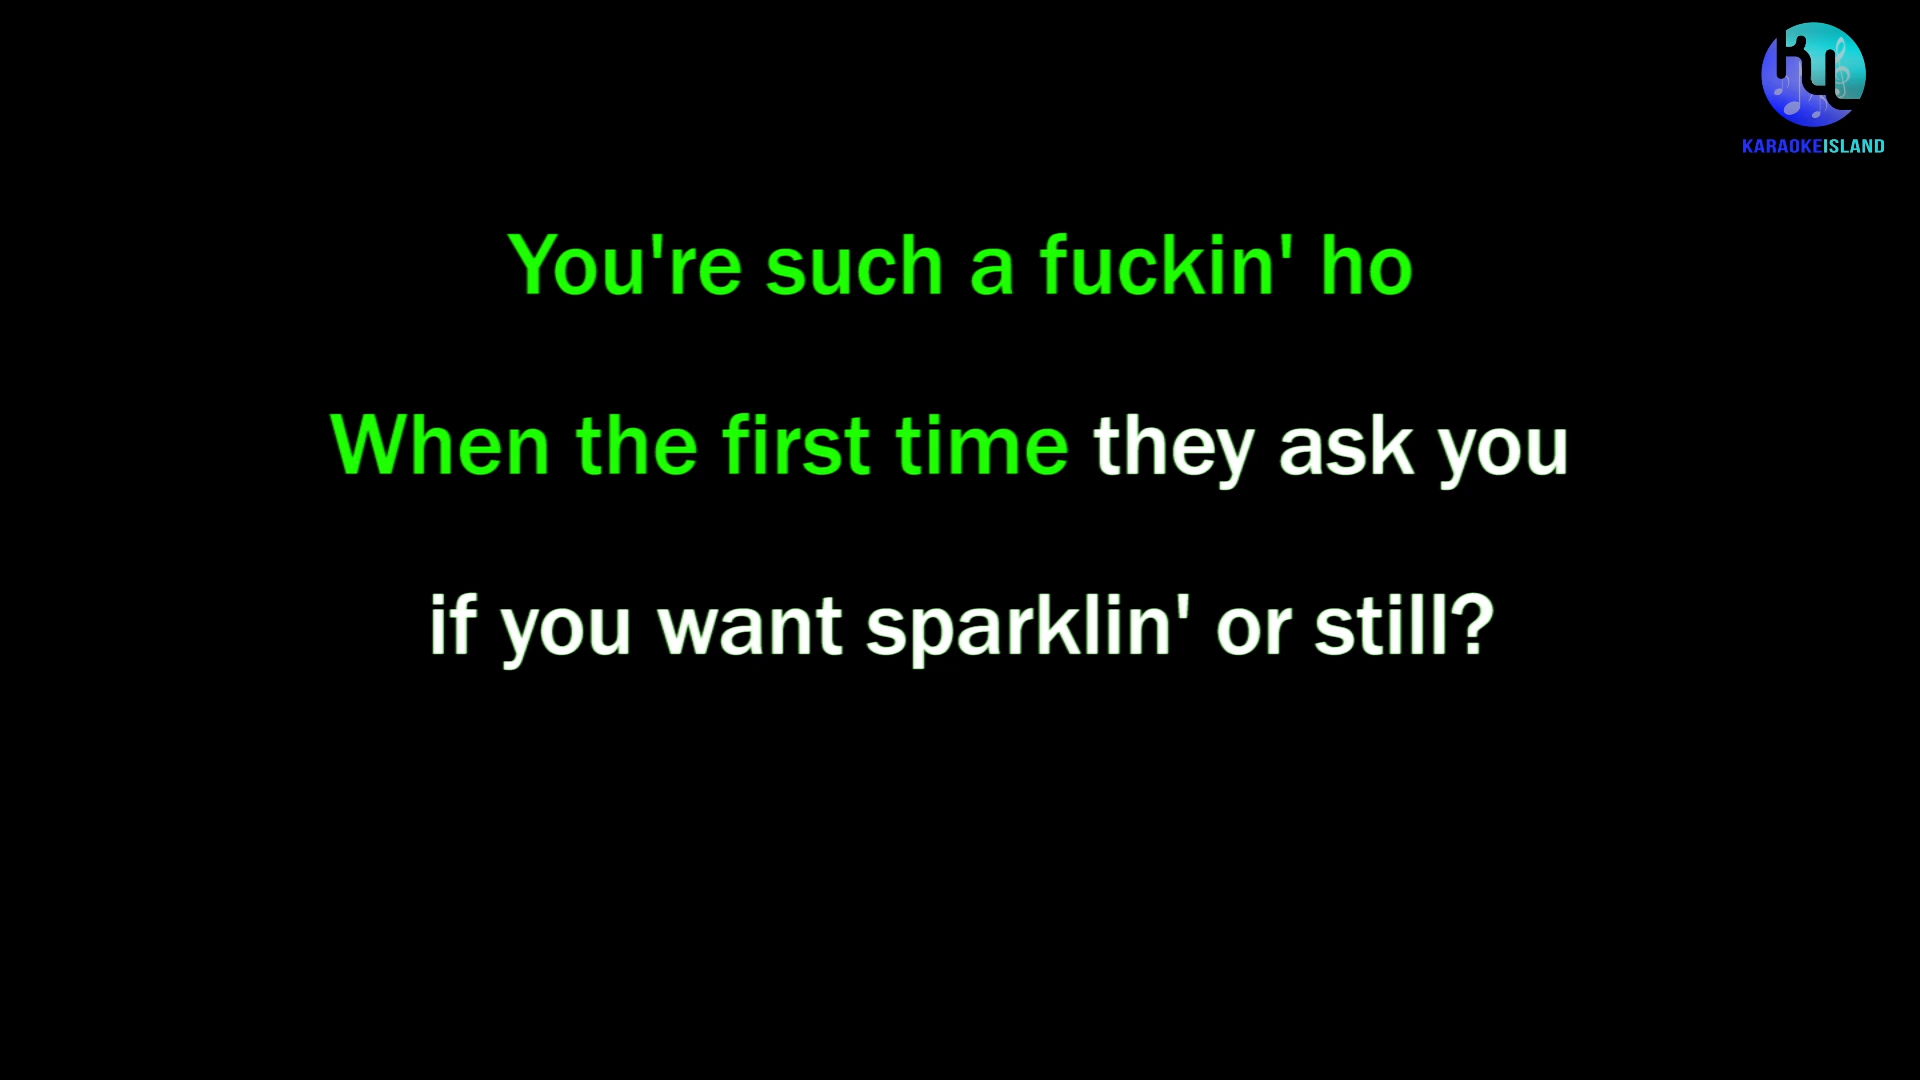 KARAOKEISLAND
You're such a fuckin' ho
When the first time they ask you
if you want sparklin' or still?